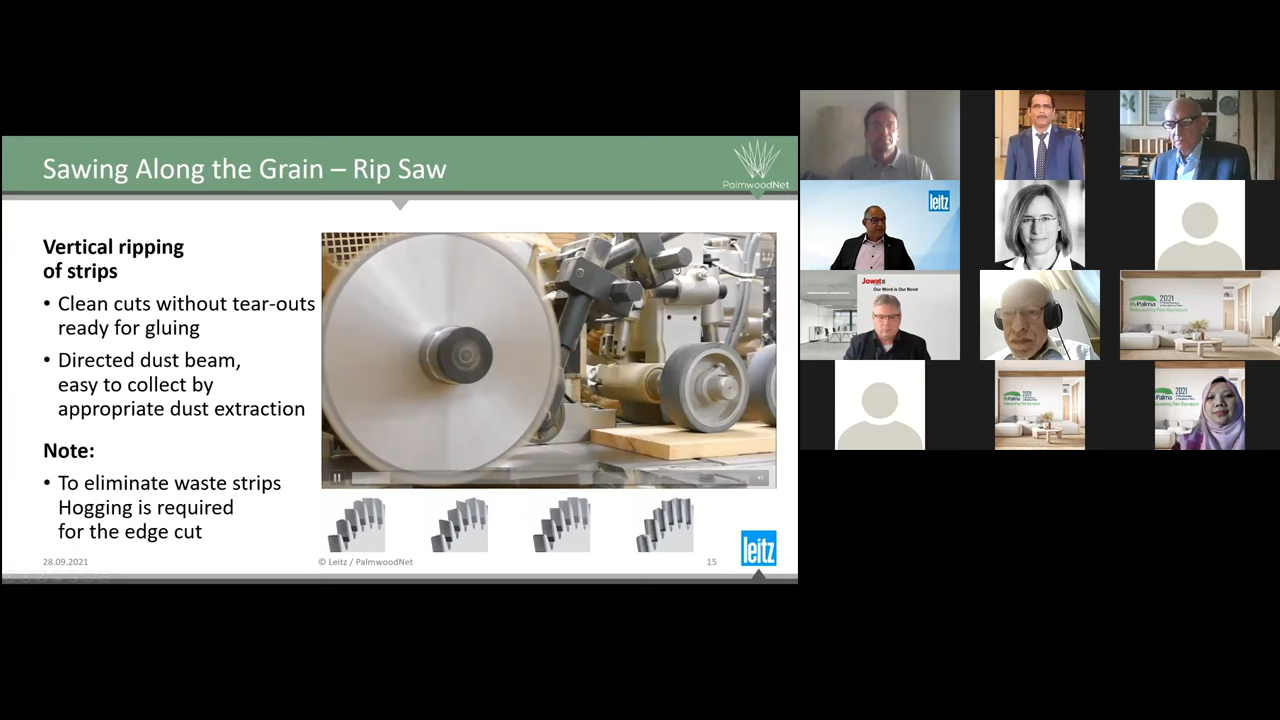 Sawing Along the Grain – Rip Saw
PalmwoodNet
Vertical ripping
of strips
• Clean cuts without tear-outs
ready for gluing
• Directed dust beam,
easy to collect by
appropriate dust extraction
Note:
• To eliminate waste strips
Hogging is required
for the edge cut
28.09.2021
© Leitz / PalmwoodNet
15
leitz
leitz
Jowat
Our Word is Our Bond
Palma
2021
2021
Palma